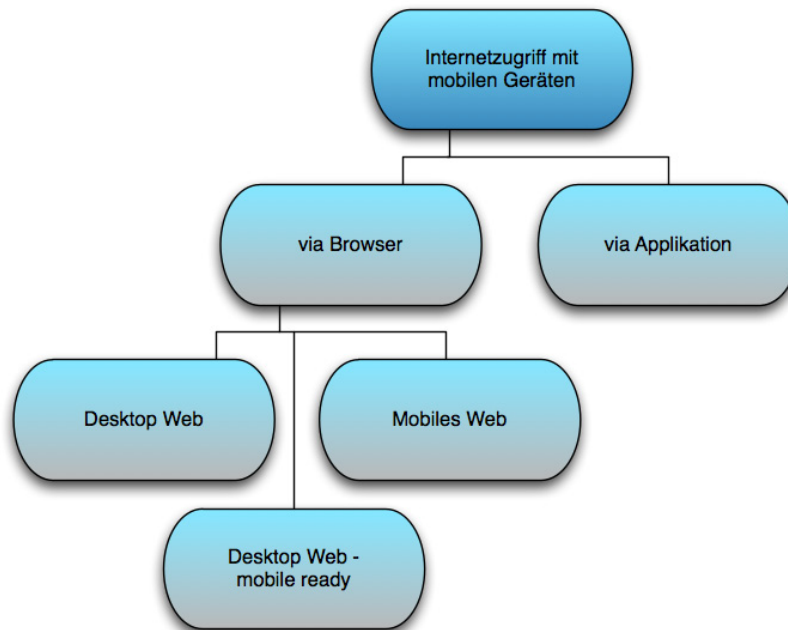 Internetzugriff mit
mobilen Geräten
via Browser
via Applikation
Desktop Web
Mobiles Web
Desktop Web -
mobile ready